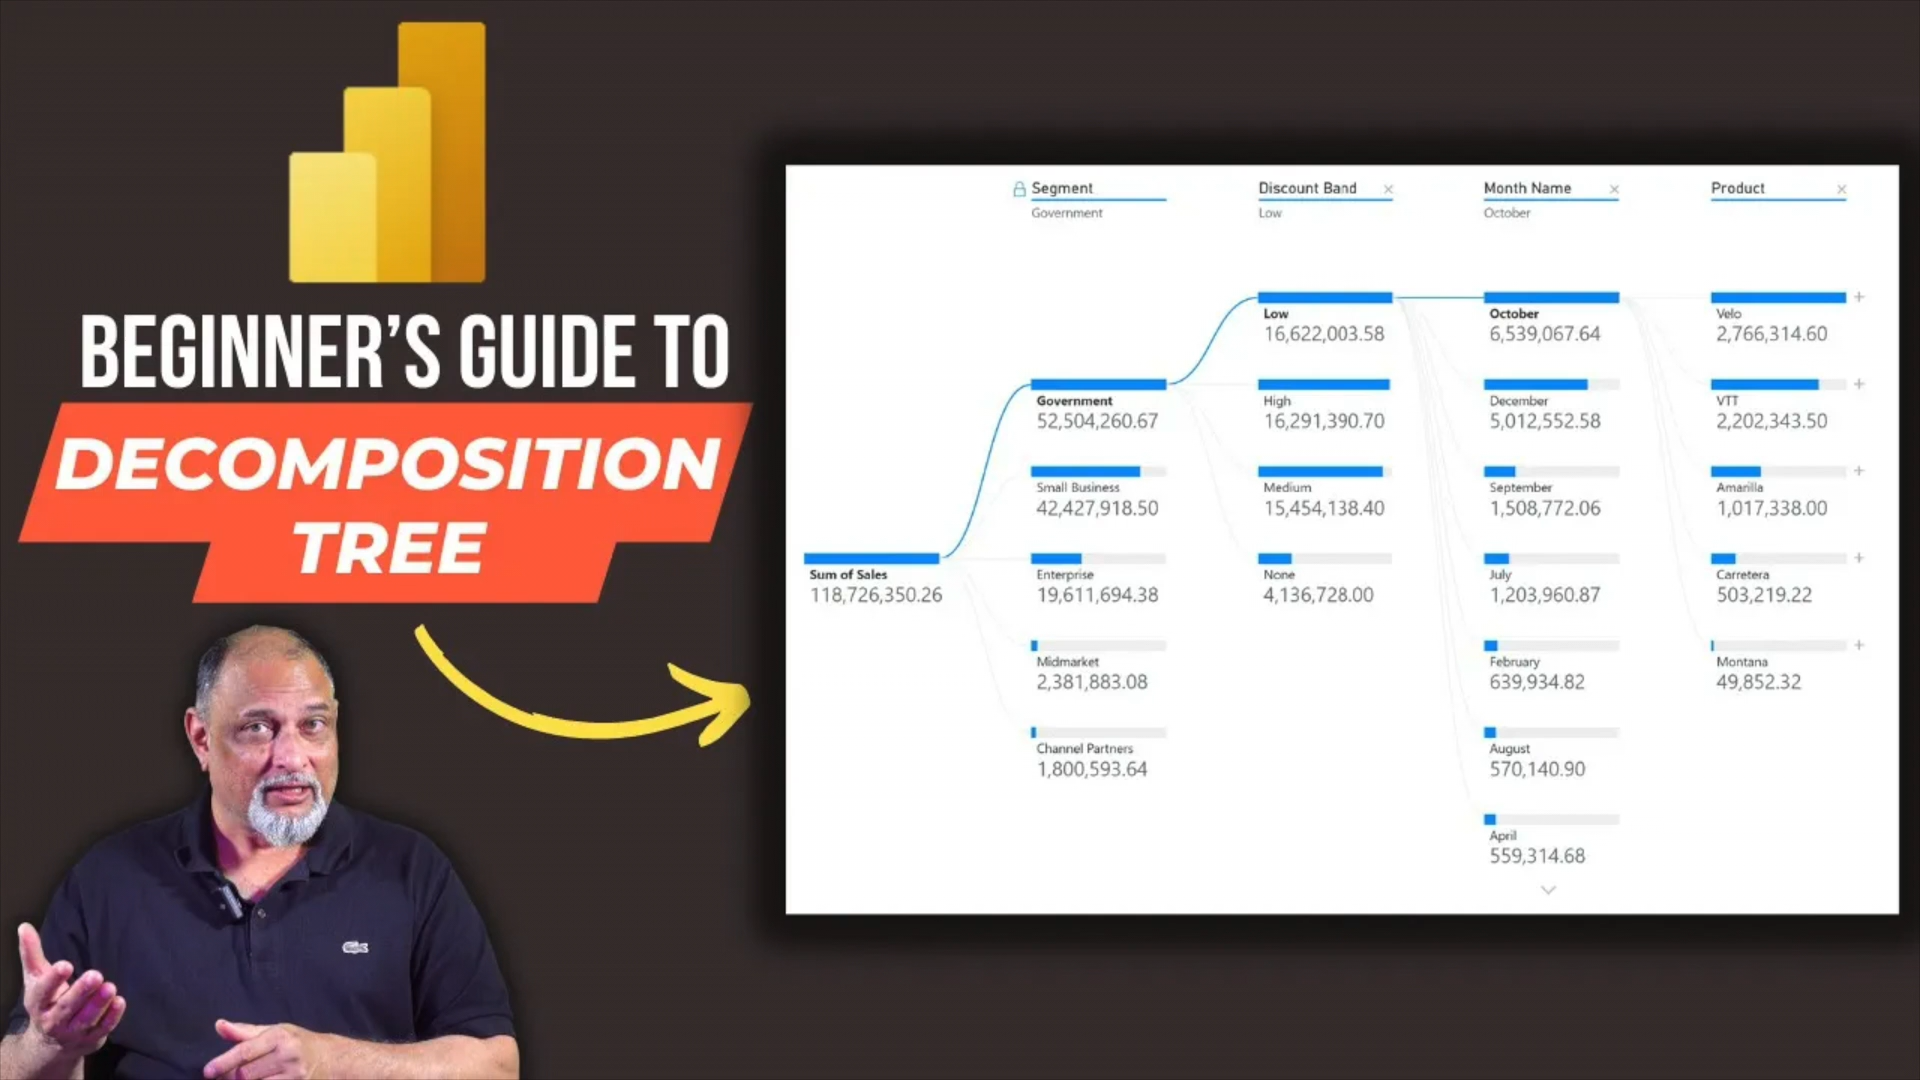 BEGINNER'S GUIDE TO
DECOMPOSITION
TREE
Segment
Government
Discount Band
Low
Month Name
October
Product
Sum of Sales
118,726,350.26
Government
52,504,260.67
Small Business
42,427,918.50
Enterprise
19,611,694.38
Midmarket
2,381,883.08
Channel Partners
1,800,593.64
Low
16,622,003.58
High
16,291,390.70
Medium
15,454,138.40
None
4,136,728.00
October
6,539,067.64
December
5,012,552.58
September
1,508,772.06
July
1,203,960.87
February
639,934.82
August
570,140.90
April
559,314.68
Velo
2,766,314.60
VTT
2,202,343.50
Amarilla
1,017,338.00
Carretera
503,219.22
Montana
49,852.32